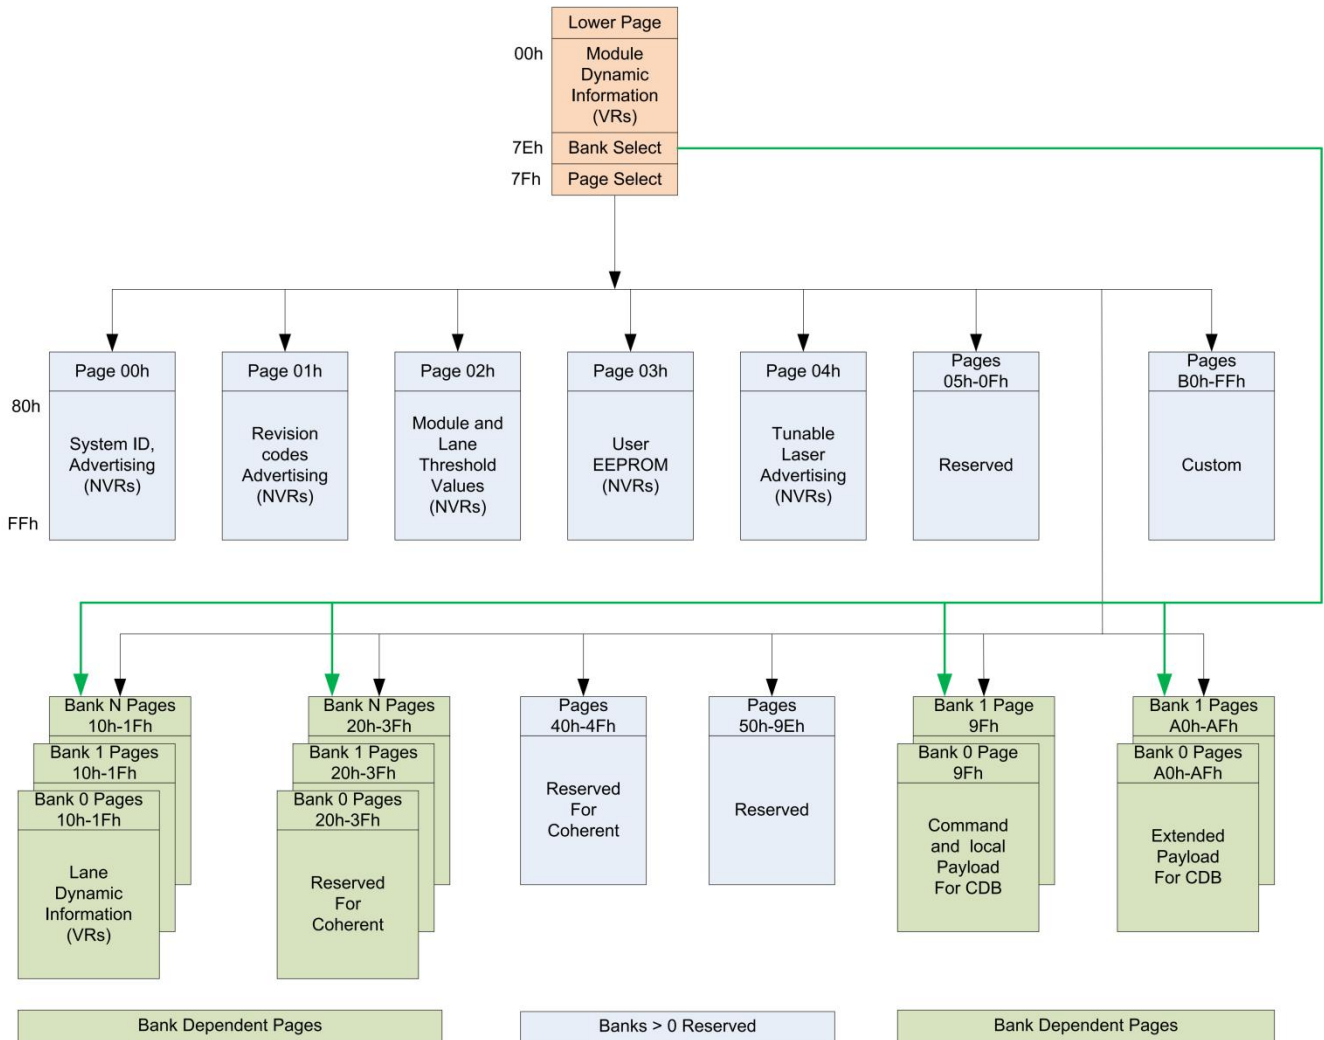 Lower Page
00h
Module
Dynamic
Information
(VRs)
7Eh
Bank Select
7Fh
Page Select
Page 00h
80h
System ID,
Advertising
(NVRs)
FFh
Page 01h
Revision
codes
Advertising
(NVRs)
Page 02h
Module and
Lane
Threshold
Values
(NVRs)
Page 03h
User
EEPROM
(NVRs)
Page 04h
Tunable
Laser
Advertising
(NVRs)
Pages
05h-0Fh
Reserved
Pages
B0h-FFh
Custom
Bank N Pages
10h-1Fh
Bank 1 Pages
10h-1Fh
Bank 0 Pages
10h-1Fh
Lane
Dynamic
Information
(VRs)
Bank N Pages
20h-3Fh
Bank 1 Pages
20h-3Fh
Bank 0 Pages
20h-3Fh
Reserved
For
Coherent
Pages
40h-4Fh
Reserved
For
Coherent
Pages
50h-9Eh
Reserved
Bank 1 Page
9Fh
Bank 0 Page
9Fh
Command
and local
Payload
For CDB
Bank 1 Pages
A0h-AFh
Bank 0 Pages
A0h-AFh
Extended
Payload
For CDB
Bank Dependent Pages
Banks > 0 Reserved
Bank Dependent Pages